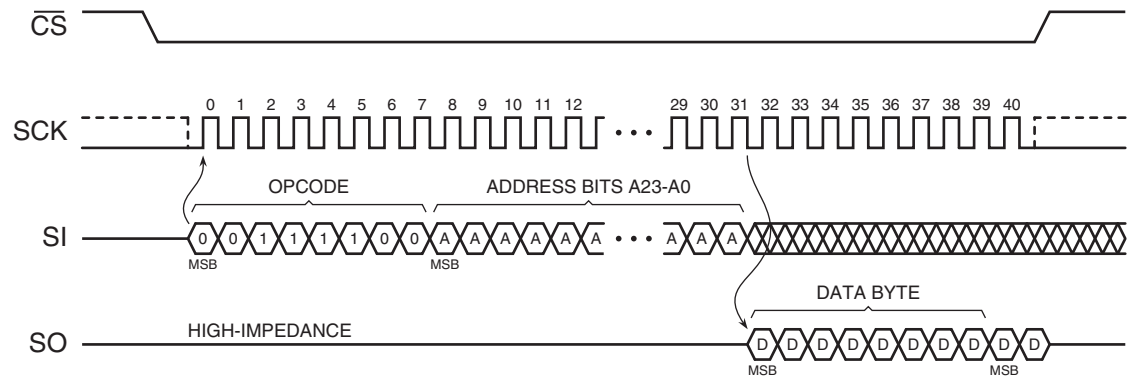 CS
0 1 2 3 4 5 6 7 8 9 10 11 12 29 30 31 32 33 34 35 36 37 38 39 40
SCK
OPCODE ADDRESS BITS A23-A0
SI 0 0 1 1 1 1 0 0 A A A A A A A A A
MSB MSB
DATA BYTE
HIGH-IMPEDANCE
SO D D D D D D D D D D
MSB MSB